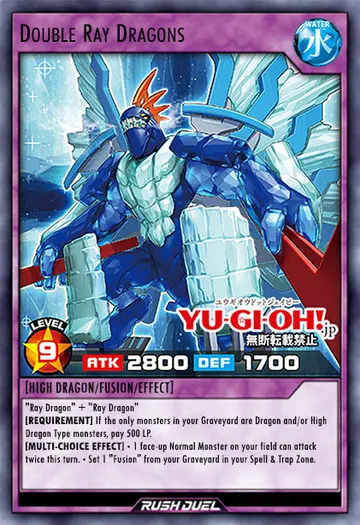 DOUBLE RAY DRAGONS
WATER
水
ユウギオウドットジェイピー
YU-GI-OH!.jp
無断転載禁止
LEVEL
9
ATK 2800 DEF 1700
[HIGH DRAGON/FUSION/EFFECT]
"Ray Dragon" + "Ray Dragon"
[REQUIREMENT] If the only monsters in your Graveyard are Dragon and/or High
Dragon Type monsters, pay 500 LP.
[MULTI-CHOICE EFFECT] • 1 face-up Normal Monster on your field can attack
twice this turn. • Set 1 "Fusion" from your Graveyard in your Spell & Trap Zone.
RUSH DUEL